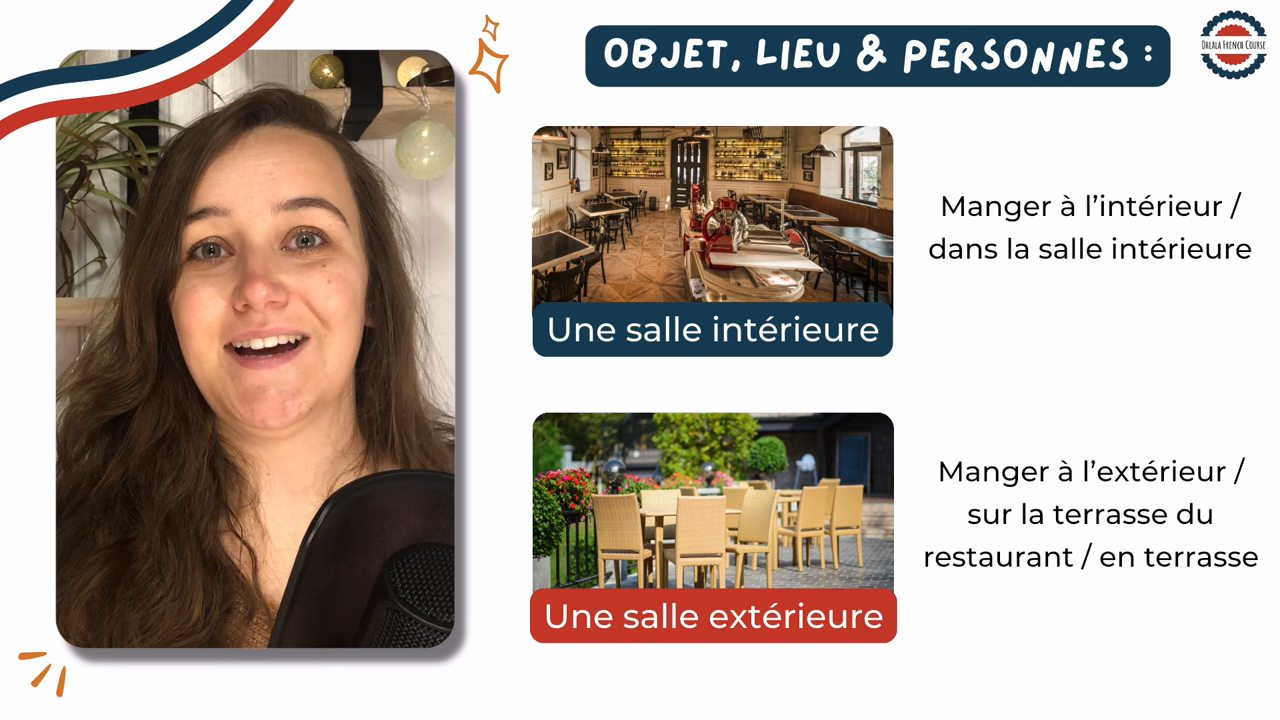 OBJET, LIEU & PERSONNES :
OHLALA FRENCH COURSE
Une salle intérieure
Manger à l’intérieur /
dans la salle intérieure
Une salle extérieure
Manger à l’extérieur /
sur la terrasse du
restaurant / en terrasse